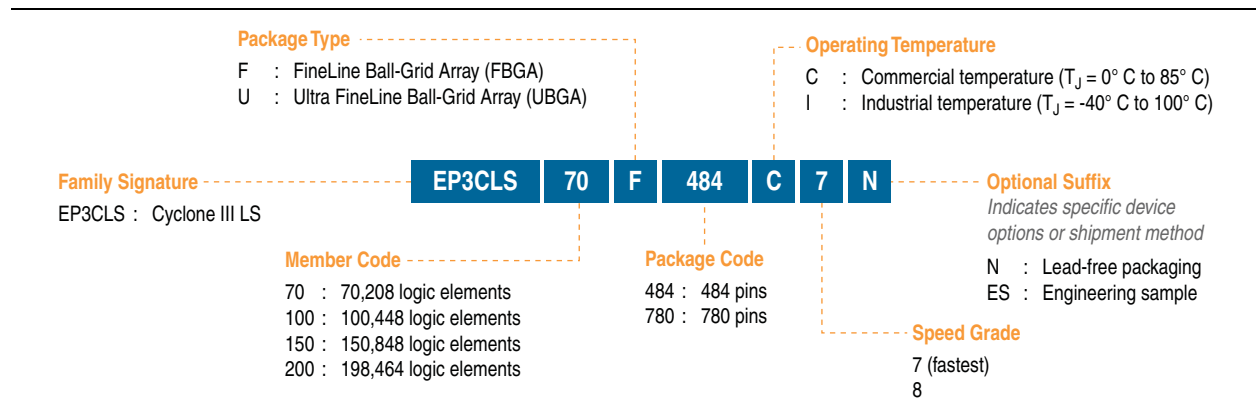 Package Type
F : FineLine Ball-Grid Array (FBGA)
U : Ultra FineLine Ball-Grid Array (UBGA)
Operating Temperature
C : Commercial temperature (TJ = 0° C to 85° C)
I : Industrial temperature (TJ = -40° C to 100° C)
EP3CLS 70 F 484 C 7 N
Family Signature
EP3CLS : Cyclone III LS
Optional Suffix
Indicates specific device
options or shipment method
N : Lead-free packaging
ES : Engineering sample
Member Code
70 : 70,208 logic elements
100 : 100,448 logic elements
150 : 150,848 logic elements
200 : 198,464 logic elements
Package Code
484 : 484 pins
780 : 780 pins
Speed Grade
7 (fastest)
8